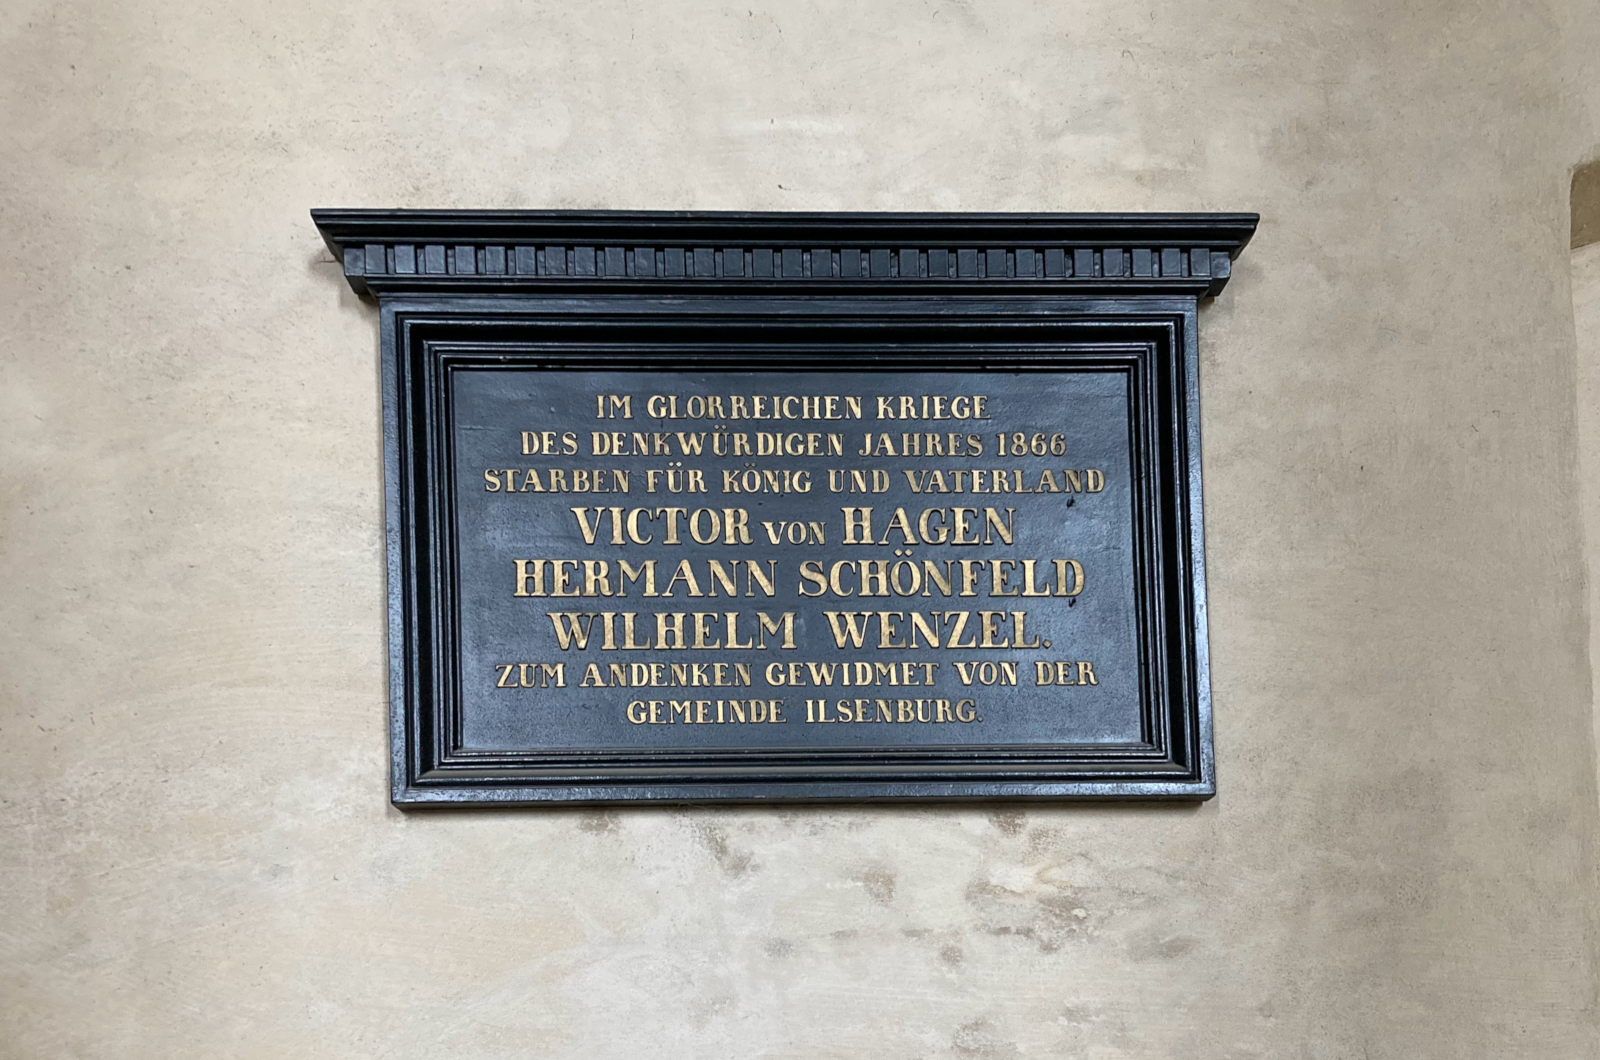 IM GLORREICHEN KRIEGE
DES DENKWÜRDIGEN JAHRES 1866
STARBEN FÜR KÖNIG UND VATERLAND
VICTOR VON HAGEN
HERMANN SCHÖNFELD
WILHELM WENZEL.
ZUM ANDENKEN GEWIDMET VON DER
GEMEINDE ILSENBURG.